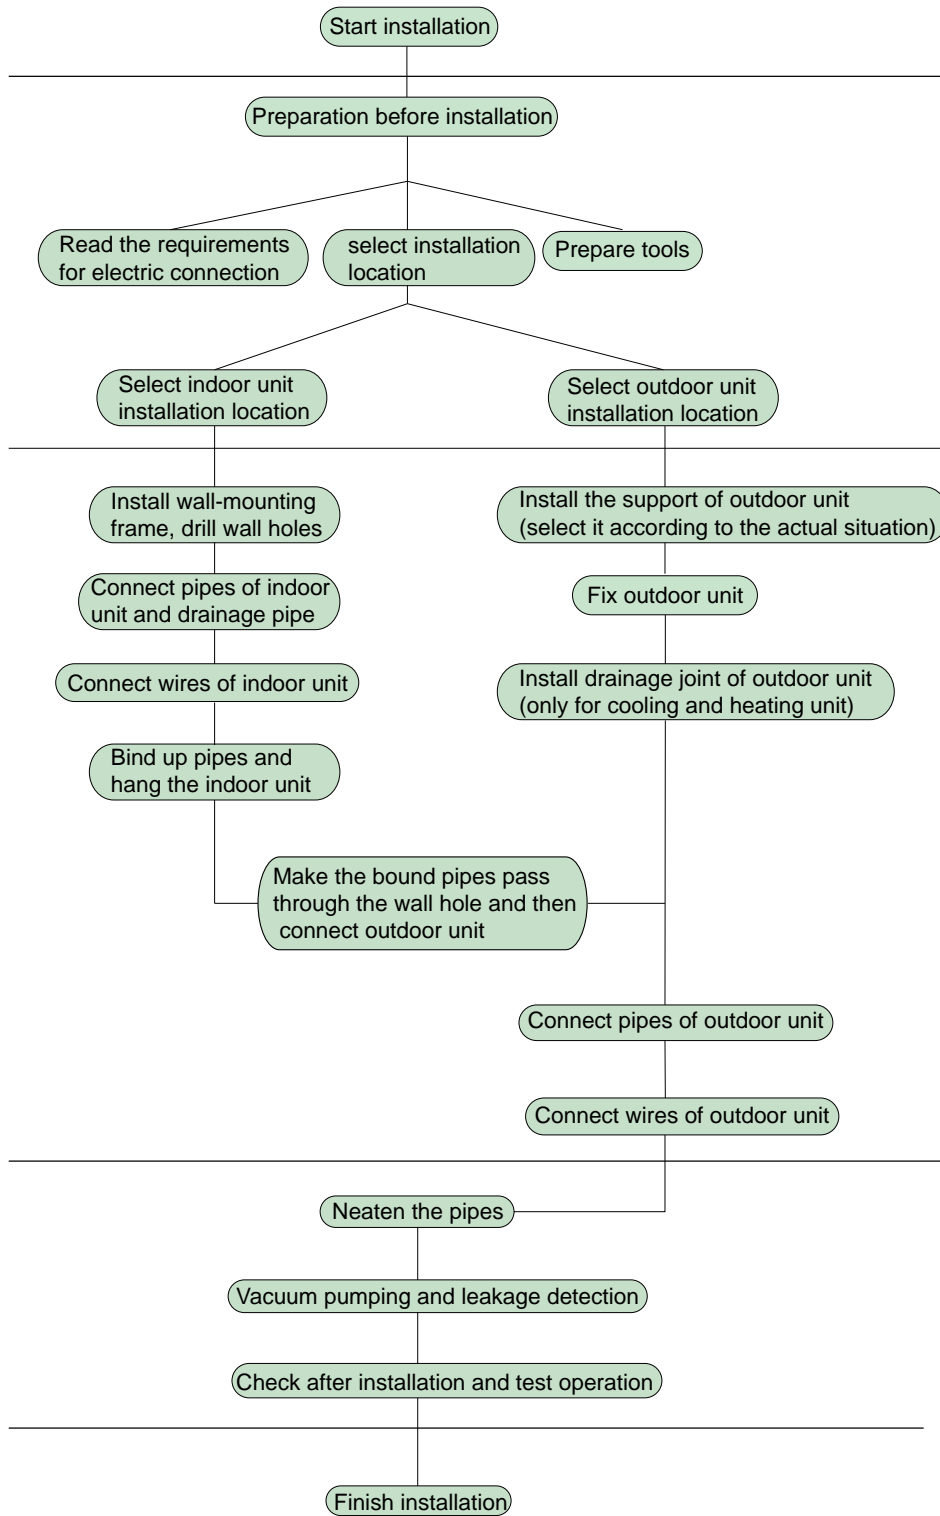 Start installation
Preparation before installation
Read the requirements
for electric connection
select installation
location
Prepare tools
Select indoor unit
installation location
Select outdoor unit
installation location
Install wall-mounting
frame, drill wall holes
Connect pipes of indoor
unit and drainage pipe
Connect wires of indoor unit
Bind up pipes and
hang the indoor unit
Install the support of outdoor unit
(select it according to the actual situation)
Fix outdoor unit
Install drainage joint of outdoor unit
(only for cooling and heating unit)
Make the bound pipes pass
through the wall hole and then
connect outdoor unit
Connect pipes of outdoor unit
Connect wires of outdoor unit
Neaten the pipes
Vacuum pumping and leakage detection
Check after installation and test operation
Finish installation